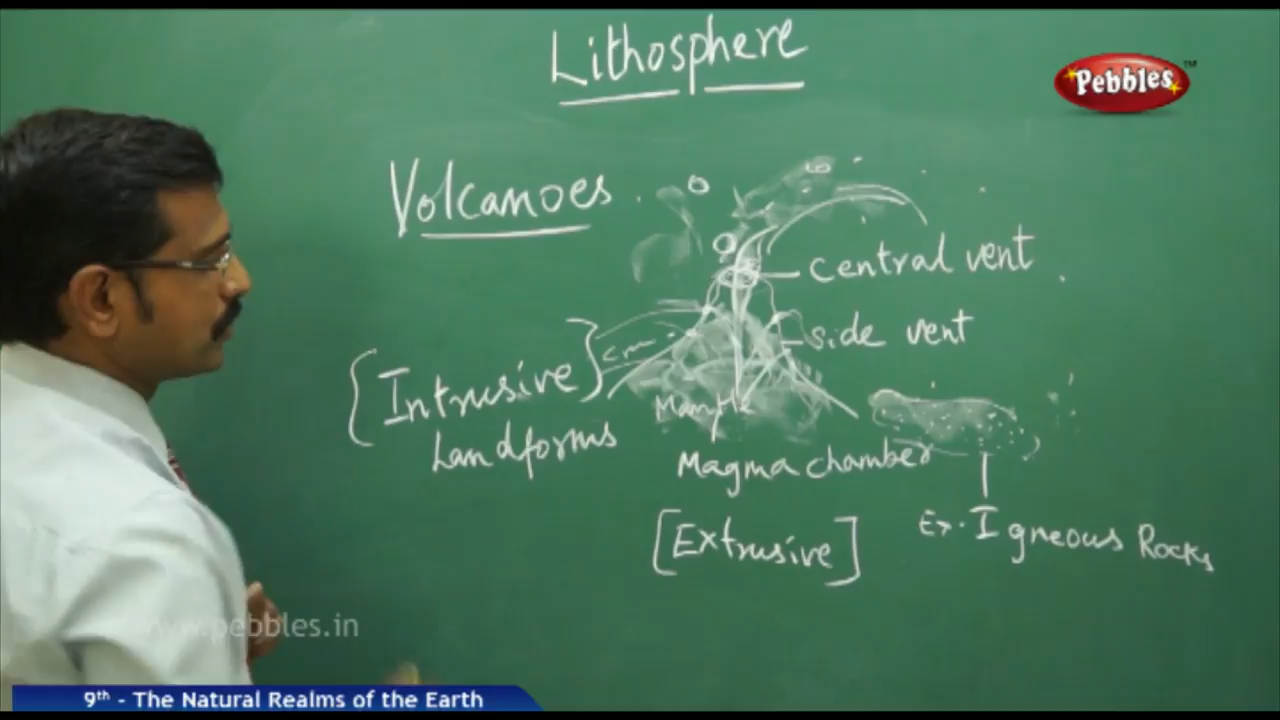 Lithosphere
Pebbles™
Volcanoes
Central vent
side vent
Intrusive
Landforms
Mantle
Magma chamber
[Extrusive]
Ex. Igneous Rocks
www.pebbles.in
9th - The Natural Realms of the Earth